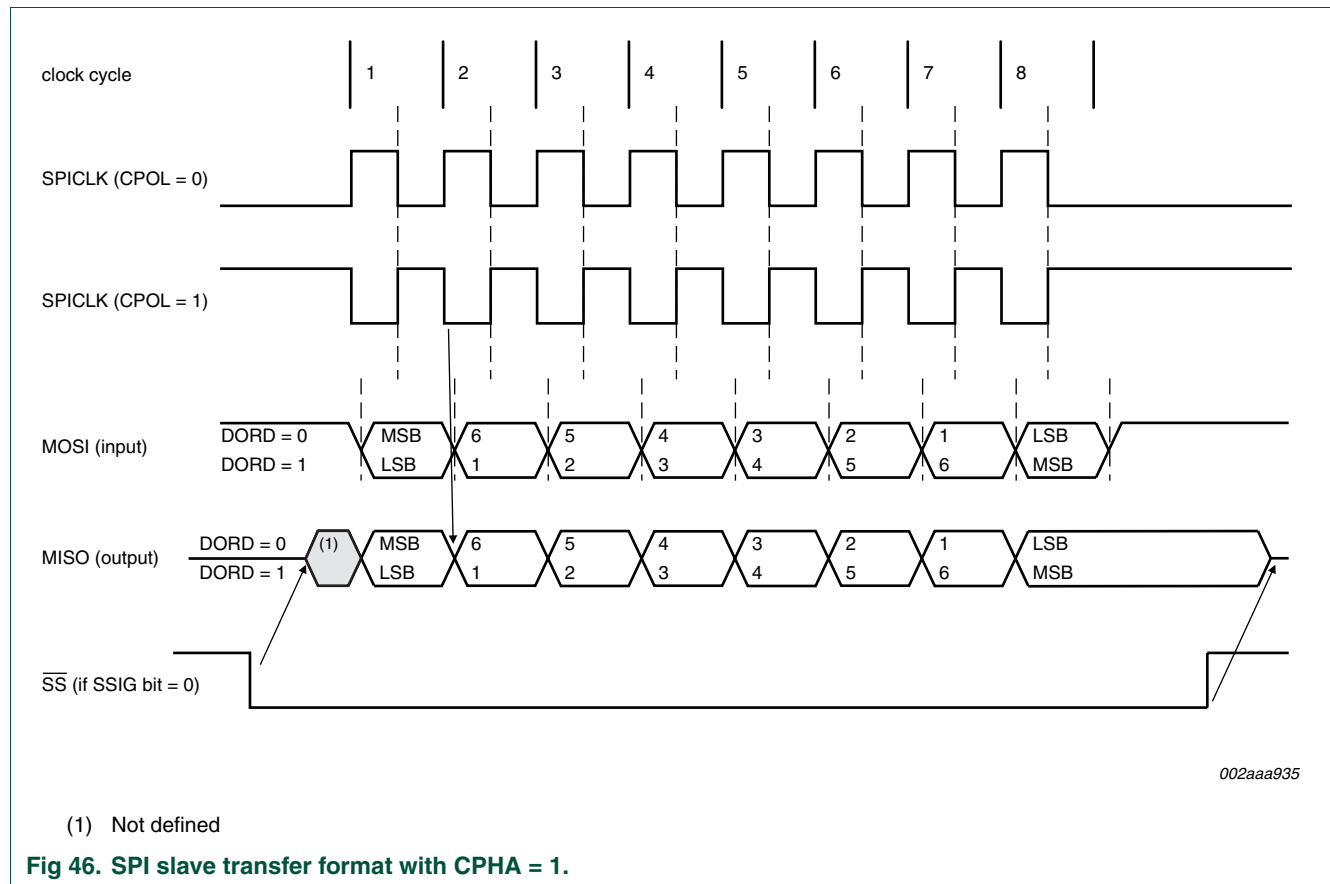 clock cycle 1 2 3 4 5 6 7 8
SPICLK (CPOL = 0)
SPICLK (CPOL = 1)
MOSI (input)
DORD = 0 MSB 6 5 4 3 2 1 LSB
DORD = 1 LSB 1 2 3 4 5 6 MSB
MISO (output)
DORD = 0 (1) MSB 6 5 4 3 2 1 LSB
DORD = 1 LSB 1 2 3 4 5 6 MSB
SS (if SSIG bit = 0)
002aaa935
(1) Not defined
Fig 46. SPI slave transfer format with CPHA = 1.